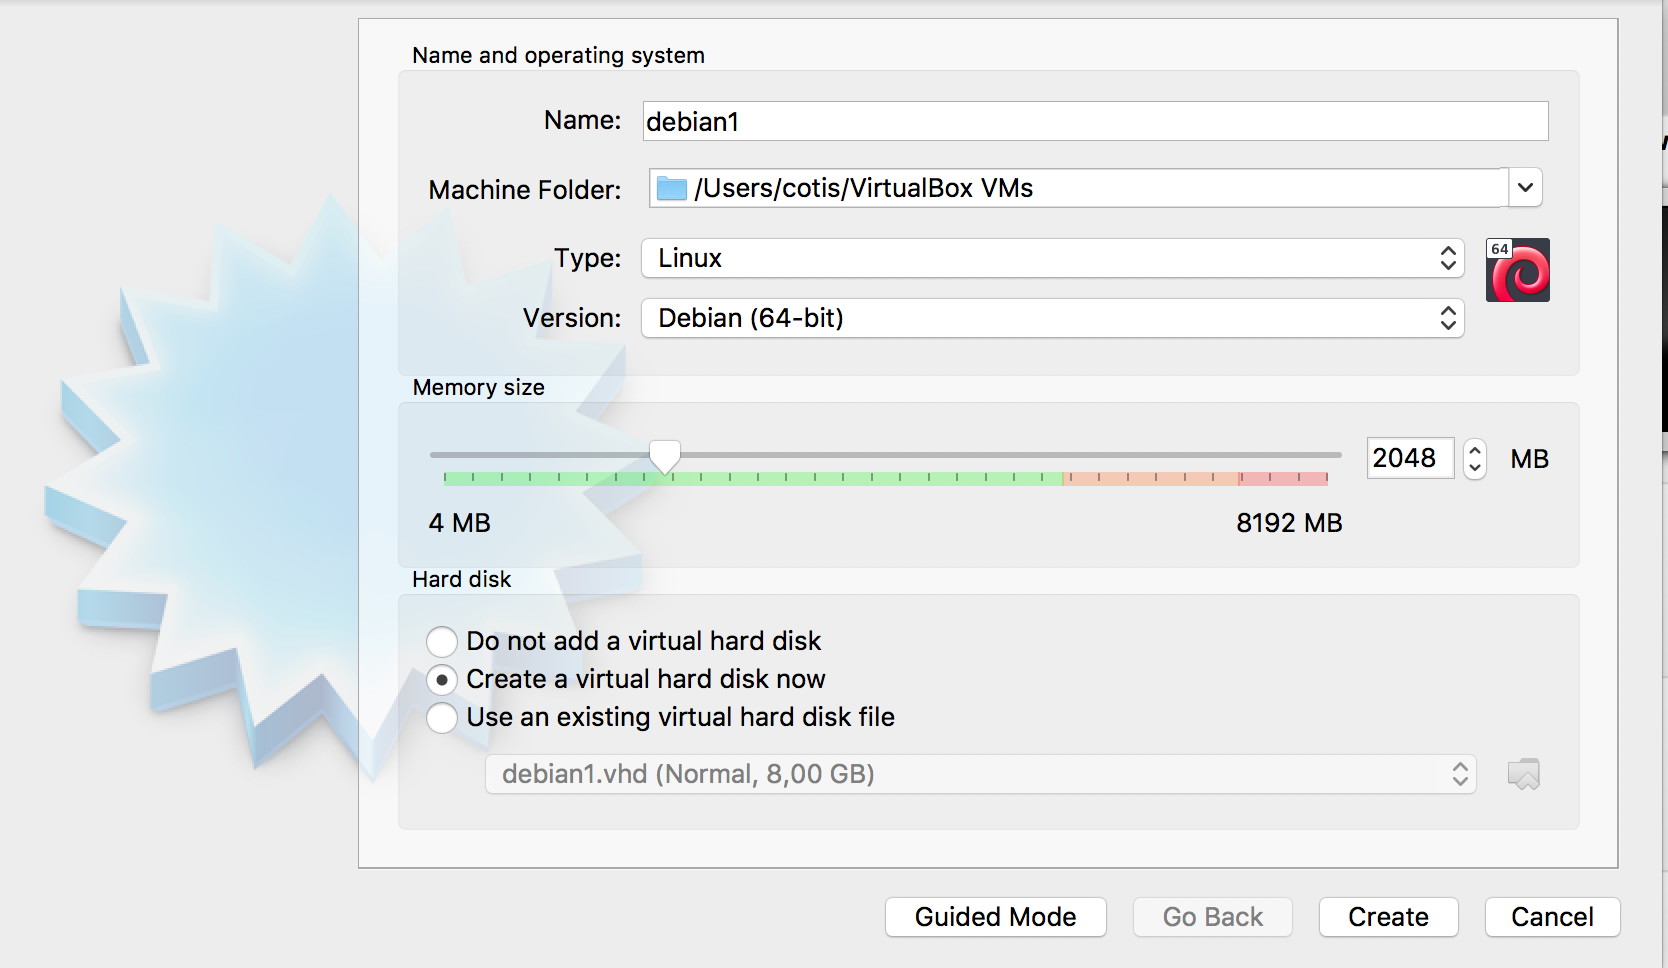 Name and operating system
Name: debian1
Machine Folder: /Users/cotis/VirtualBox VMs
Type: Linux
64
Version: Debian (64-bit)
Memory size
2048 MB
4 MB 8192 MB
Hard disk
Do not add a virtual hard disk
Create a virtual hard disk now
Use an existing virtual hard disk file
debian1.vhd (Normal, 8,00 GB)
Guided Mode Go Back Create Cancel